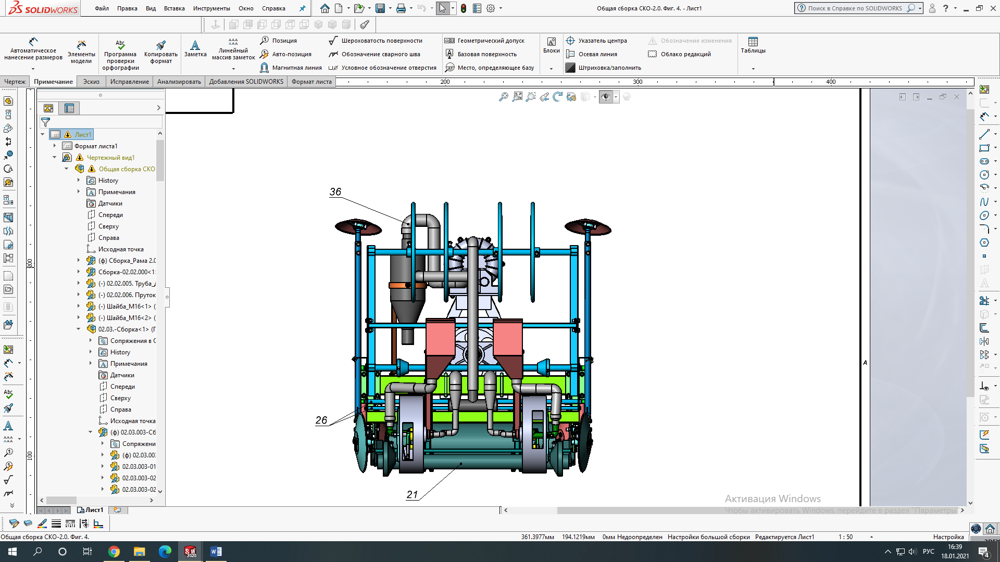 SOLIDWORKS
Файл Правка Вид Вставка Инструменты Окно Справка
Общая сборка СКО-2.0. Фиг. 4. - Лист1
Поиск в Справке по SOLIDWORKS
Автоматическое нанесение размеров
Элементы модели
Программа проверки орфографии
Копировать формат
Заметка
Линейный массив заметок
Позиция
Авто-позиция
Магнитная линия
Шероховатость поверхности
Обозначение сварного шва
Условное обозначение отверстия
Геометрический допуск
Базовая поверхность
Место, определяющее базу
Блоки
Указатель центра
Осевая линия
Штриховка/заполнить
Обозначение изменения
Облако редакций
Таблицы
Чертеж Примечание Эскиз Исправление Анализировать Добавления SOLIDWORKS Формат листа
200 300 400
Лист1
Формат листа1
Чертежный вид1
Общая сборка СКО
History
Примечания
Датчики
Спереди
Сверху
Справа
Исходная точка
(ф) Сборка_Рама 2.0
Сборка-02.02.000<1>
(-) 02.02.005. Труба_
(-) 02.02.006. Пруток
(-) Шайба_М16<1> (
(-) Шайба_М16<2> (
02.03.-Сборка<1> (П
Сопряжения в С
History
Примечания
Датчики
Спереди
Сверху
Справа
Исходная точка
(ф) 02.03.003-Сб
Сопряжени
(ф) 02.03.003
02.03.003-01
02.03.003-02
02.03.003-02
200
100
36
26
21
A
Активация Windows
Чтобы активировать Windows, перейдите в раздел "Параметры
Лист1
Общая сборка СКО-2.0. Фиг. 4.
361.3977мм 194.1219мм 0мм Недоопределен Настройки большой сборки Редактируется Лист1 1 : 50 Настройка
РУС
16:39
18.01.2021
4